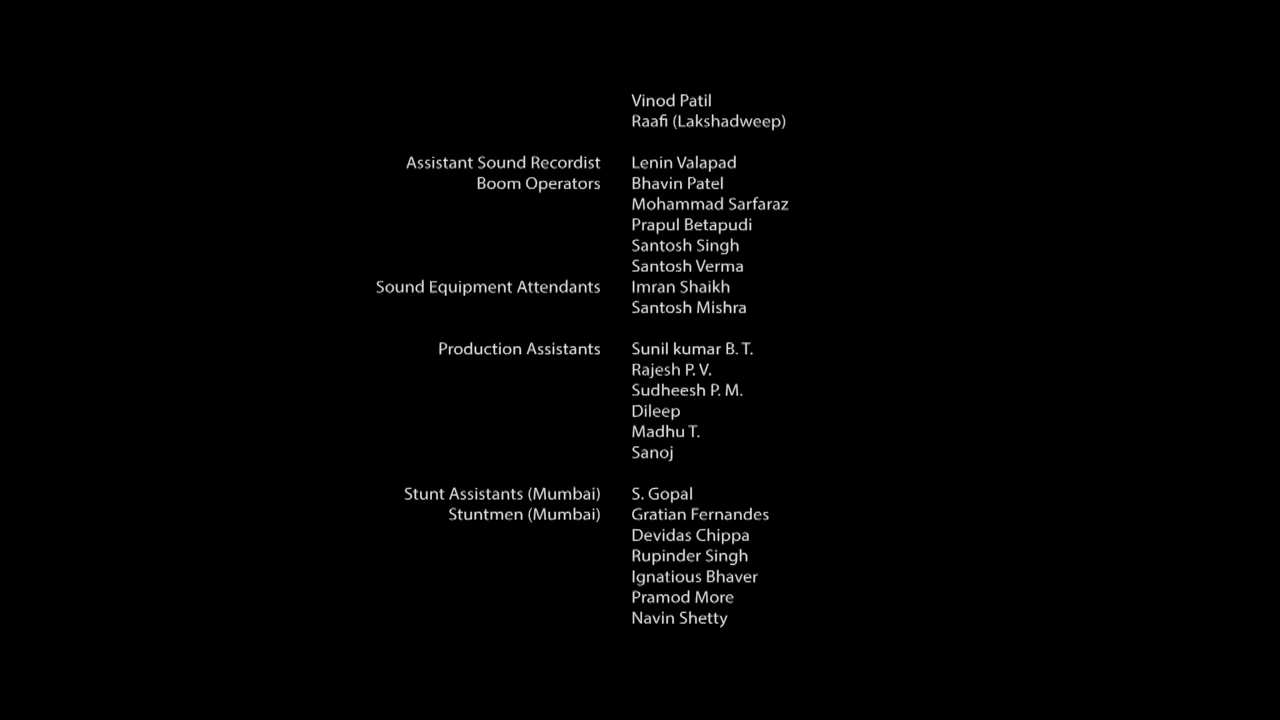 Vinod Patil
Raafi (Lakshadweep)
Assistant Sound Recordist Lenin Valapad
Boom Operators Bhavin Patel
Mohammad Sarfaraz
Prapul Betapudi
Santosh Singh
Santosh Verma
Sound Equipment Attendants Imran Shaikh
Santosh Mishra
Production Assistants Sunil kumar B. T.
Rajesh P. V.
Sudheesh P. M.
Dileep
Madhu T.
Sanoj
Stunt Assistants (Mumbai) S. Gopal
Stuntmen (Mumbai) Gratian Fernandes
Devidas Chippa
Rupinder Singh
Ignatious Bhaver
Pramod More
Navin Shetty